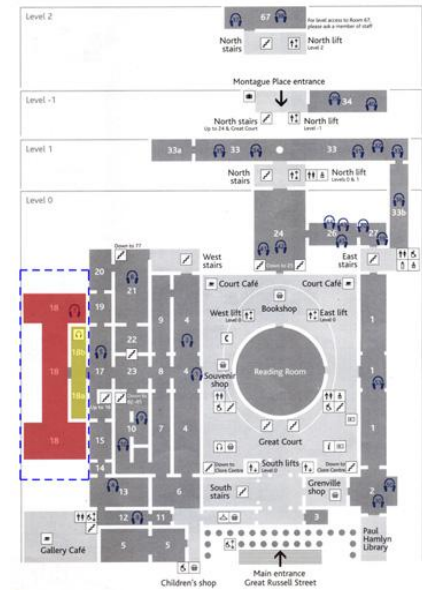 Level 2
67
For level access to Room 67,
please ask a member of staff
North
stairs
North lift
Level 2
Montague Place entrance
Level -1
34
North stairs
Up to 24 & Great Court
North lift
Level -1
Level 1
33a
33
33
North
stairs
North lift
Levels 0 & 1
33b
Level 0
24
26
27
Down to 77
West
stairs
Down to 25
East
stairs
20
21
Court Café
Court Café
18
19
9
4
Bookshop
West lift
Level 0
East lift
Level 0
1
18b
22
18
17
23
8
4
Souvenir
shop
Reading Room
1
18a
Up to 18
Down to
15
10
7
4
Great Court
1
18
14
Down to
Clore Centre
South lifts
Level 0
Down to
Clore Centre
13
6
South
stairs
Grenville
shop
2
12
11
3
Gallery Café
5
5
Paul
Hamlyn
Library
Children's shop
Main entrance
Great Russell Street